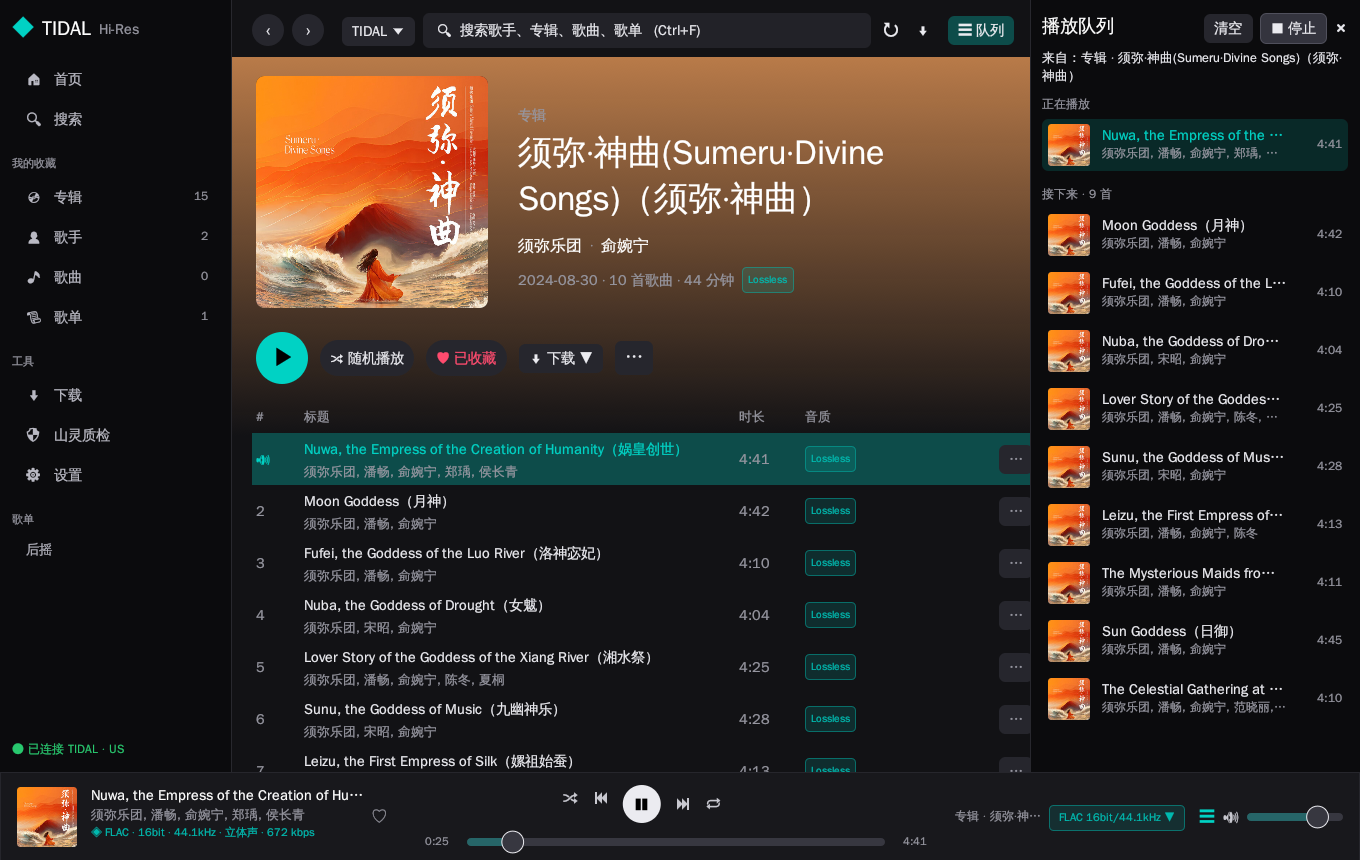 TIDAL Hi-Res
首页
搜索
我的收藏
专辑 15
歌手 2
歌曲 0
歌单 1
工具
下载
山灵质检
设置
歌单
后摇
已连接 TIDAL · US
‹ › TIDAL ▼ 搜索歌手、专辑、歌曲、歌单 (Ctrl+F) 队列
须弥·神曲
Sumeru·
Divine Songs
专辑
须弥·神曲(Sumeru·Divine
Songs)（须弥·神曲）
须弥乐团 · 俞婉宁
2024-08-30 · 10 首歌曲 · 44 分钟 Lossless
随机播放 已收藏 下载 ▼ ···
# 标题 时长 音质
Nuwa, the Empress of the Creation of Humanity（娲皇创世） 4:41 Lossless ···
须弥乐团, 潘畅, 俞婉宁, 郑瑀, 侯长青
2 Moon Goddess（月神） 4:42 Lossless ···
须弥乐团, 潘畅, 俞婉宁
3 Fufei, the Goddess of the Luo River（洛神宓妃） 4:10 Lossless ···
须弥乐团, 潘畅, 俞婉宁
4 Nuba, the Goddess of Drought（女魃） 4:04 Lossless ···
须弥乐团, 宋昭, 俞婉宁
5 Lover Story of the Goddess of the Xiang River（湘水祭） 4:25 Lossless ···
须弥乐团, 潘畅, 俞婉宁, 陈冬, 夏桐
6 Sunu, the Goddess of Music（九幽神乐） 4:28 Lossless ···
须弥乐团, 宋昭, 俞婉宁
7 Leizu, the First Empress of Silk（嫘祖始蚕） 4:13 Lossless ···
播放队列 清空 停止 ×
来自：专辑 · 须弥·神曲(Sumeru·Divine Songs)（须弥·
神曲）
正在播放
Nuwa, the Empress of the ··· 4:41
须弥乐团, 潘畅, 俞婉宁, 郑瑀, ···
接下来 · 9 首
Moon Goddess（月神） 4:42
须弥乐团, 潘畅, 俞婉宁
Fufei, the Goddess of the L··· 4:10
须弥乐团, 潘畅, 俞婉宁
Nuba, the Goddess of Dro··· 4:04
须弥乐团, 宋昭, 俞婉宁
Lover Story of the Goddes··· 4:25
须弥乐团, 潘畅, 俞婉宁, 陈冬, ···
Sunu, the Goddess of Mus··· 4:28
须弥乐团, 宋昭, 俞婉宁
Leizu, the First Empress of··· 4:13
须弥乐团, 潘畅, 俞婉宁, 陈冬
The Mysterious Maids fro··· 4:11
须弥乐团, 潘畅, 俞婉宁
Sun Goddess（日御） 4:45
须弥乐团, 潘畅, 俞婉宁
The Celestial Gathering at ··· 4:10
须弥乐团, 潘畅, 俞婉宁, 范晓丽,···
Nuwa, the Empress of the Creation of Hu···
须弥乐团, 潘畅, 俞婉宁, 郑瑀, 侯长青
FLAC · 16bit · 44.1kHz · 立体声 · 672 kbps
0:25 4:41
专辑 · 须弥·神··· FLAC 16bit/44.1kHz ▼